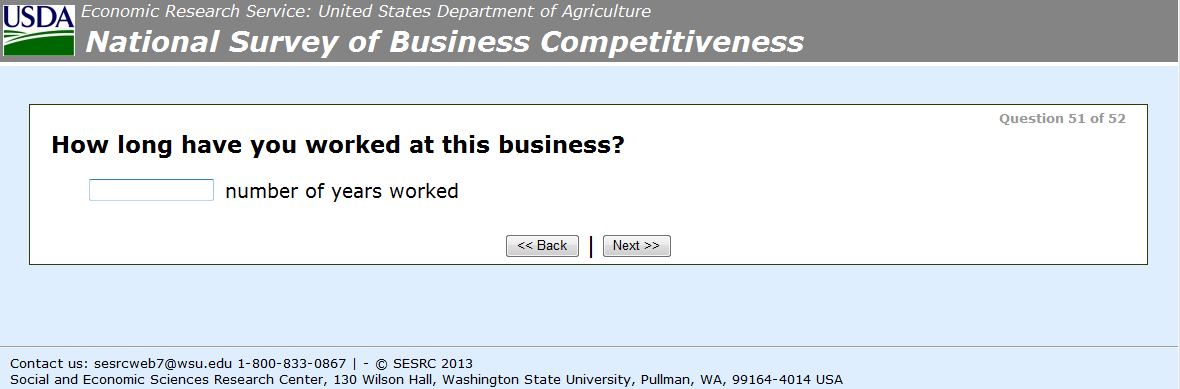 USDA
Economic Research Service: United States Department of Agriculture
National Survey of Business Competitiveness
Question 51 of 52
How long have you worked at this business?
number of years worked
<< Back | Next >>
Contact us: sesrcweb7@wsu.edu 1-800-833-0867 | - © SESRC 2013
Social and Economic Sciences Research Center, 130 Wilson Hall, Washington State University, Pullman, WA, 99164-4014 USA